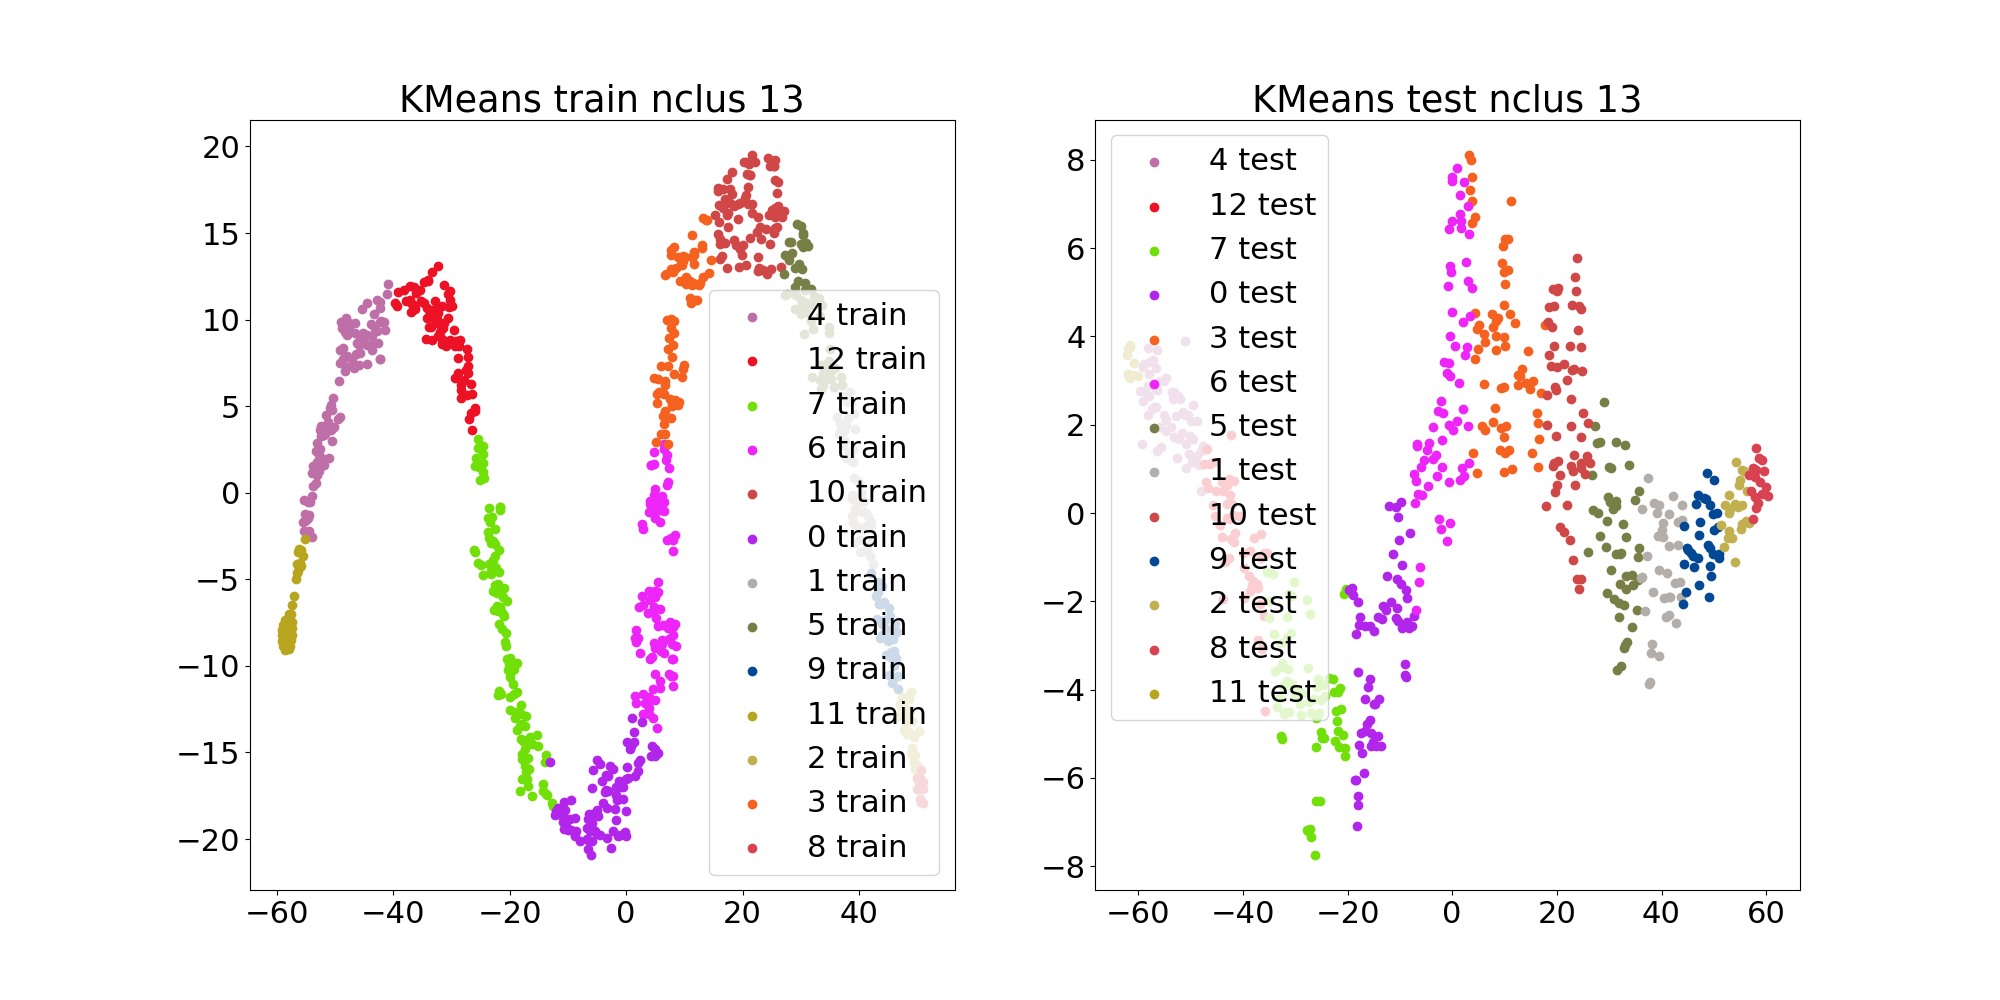 KMeans train nclus 13
20
15
10
5
0
−5
−10
−15
−20
−60 −40 −20 0 20 40
4 train
12 train
7 train
6 train
10 train
0 train
1 train
5 train
9 train
11 train
2 train
3 train
8 train
KMeans test nclus 13
8
6
4
2
0
−2
−4
−6
−8
−60 −40 −20 0 20 40 60
4 test
12 test
7 test
0 test
3 test
6 test
5 test
1 test
10 test
9 test
2 test
8 test
11 test